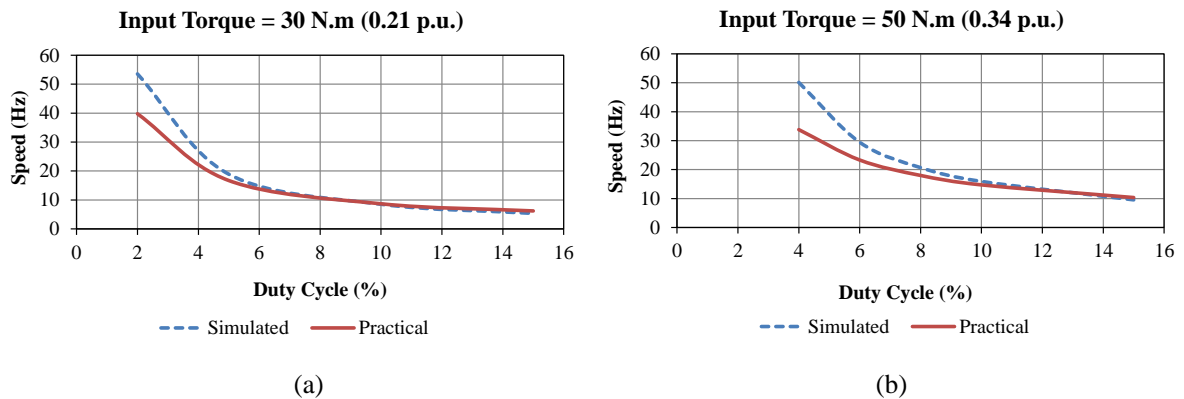 Input Torque = 30 N.m (0.21 p.u.)
60
50
40
30
20
10
0
Speed (Hz)
0 2 4 6 8 10 12 14 16
Duty Cycle (%)
Simulated Practical
(a)
Input Torque = 50 N.m (0.34 p.u.)
60
50
40
30
20
10
0
Speed (Hz)
0 2 4 6 8 10 12 14 16
Duty Cycle (%)
Simulated Practical
(b)